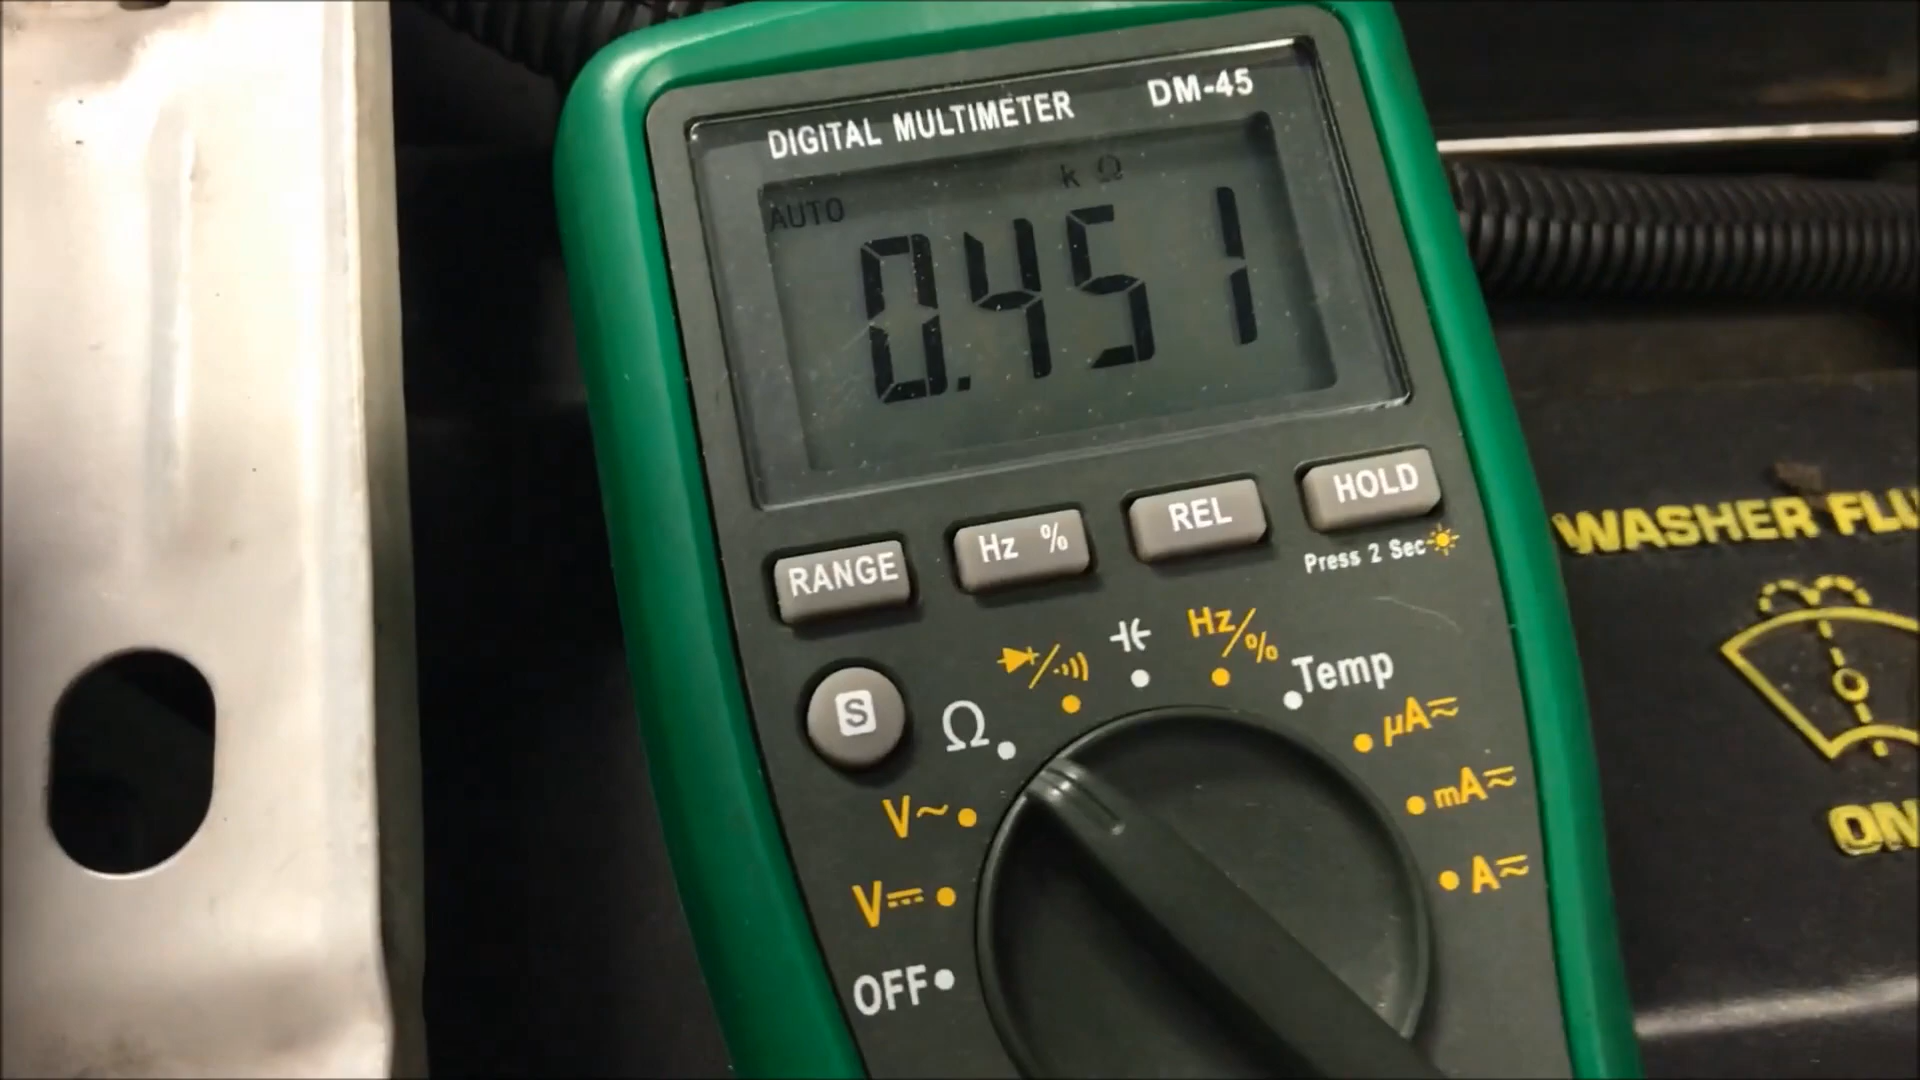 DIGITAL MULTIMETER DM-45
k Ω
AUTO
0.451
RANGE Hz % REL HOLD
Press 2 Sec
S
Ω
Hz/%
Temp
V~
V⎓
OFF
µA≂
mA≂
A≂
WASHER FLU
ON